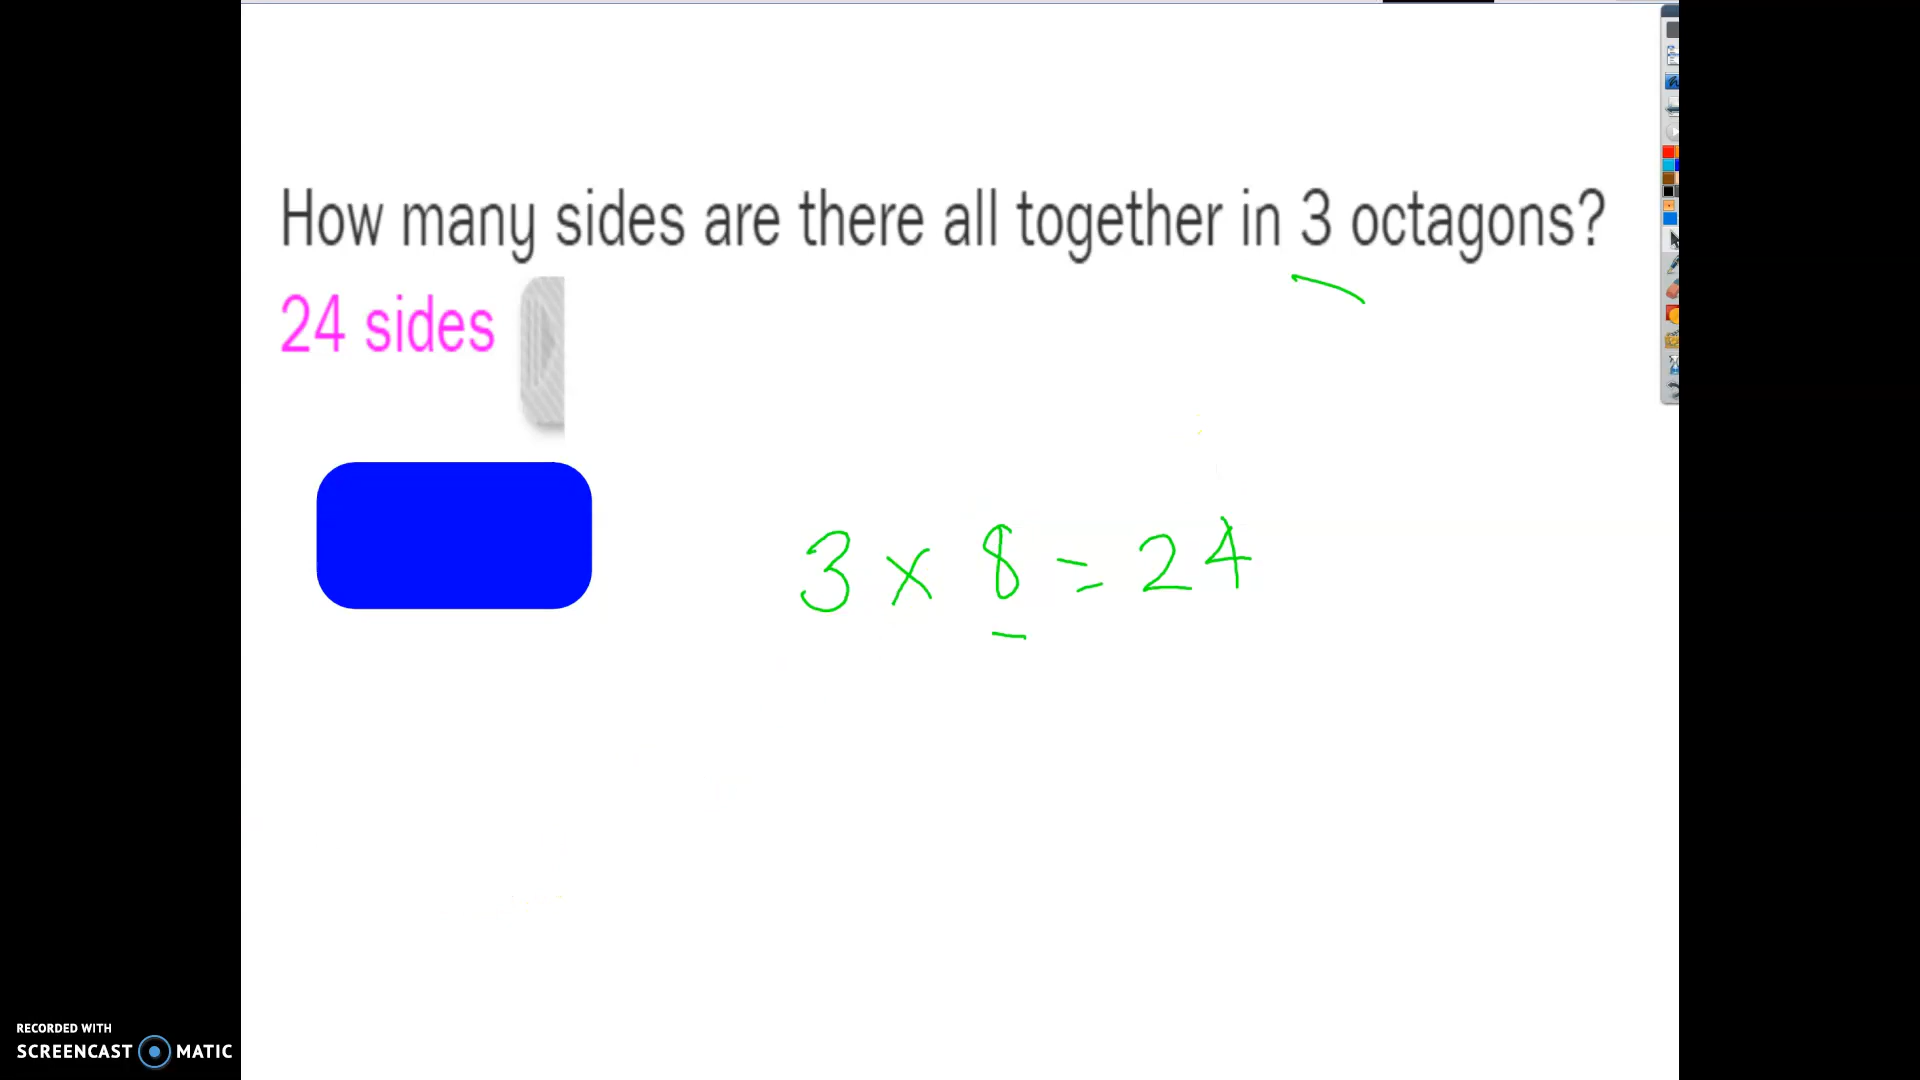 How many sides are there all together in 3 octagons?
24 sides
3 x 8 = 24
RECORDED WITH
SCREENCAST MATIC